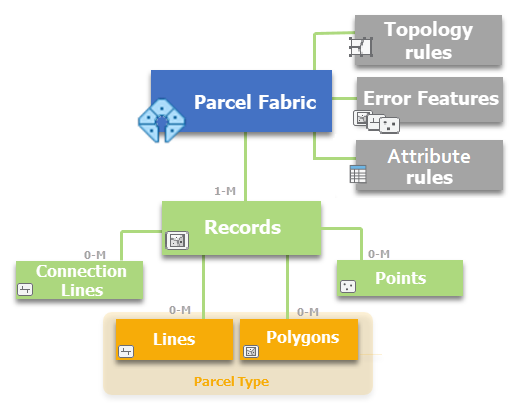 Topology
rules
Parcel Fabric
Error Features
Attribute
rules
1-M
Records
0-M
0-M
Connection
Lines
Points
0-M
0-M
Lines
Polygons
Parcel Type